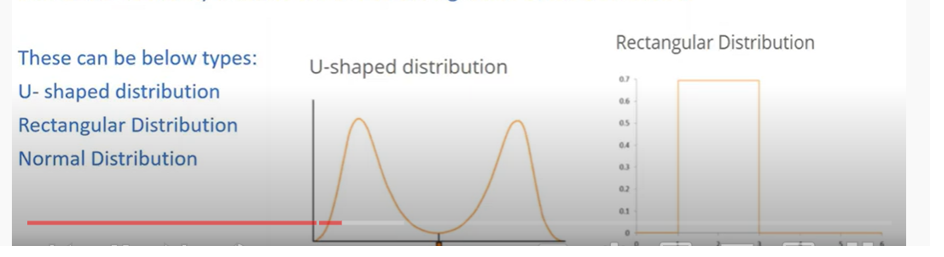 These can be below types:
U- shaped distribution
Rectangular Distribution
Normal Distribution
U-shaped distribution
Rectangular Distribution
0.7
0.6
0.5
0.4
0.3
0.2
0.1
0